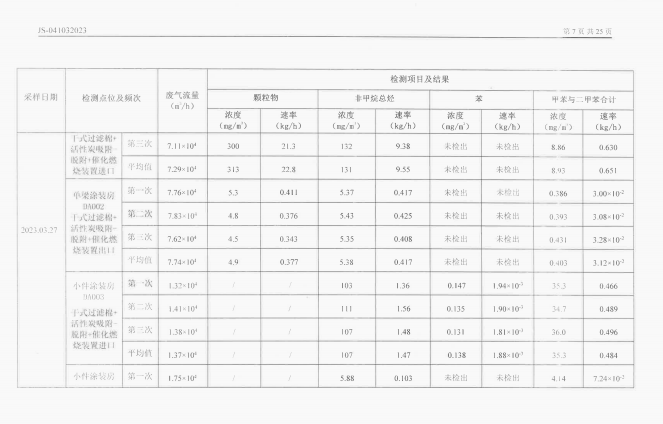 JS-041032023 第 7 页 共 25 页
采样日期 检测点位及频次 废气流量 (m³/h) 检测项目及结果
颗粒物 非甲烷总烃 苯 甲苯与二甲苯合计
浓度 (mg/m³) 速率 (kg/h) 浓度 (mg/m³) 速率 (kg/h) 浓度 (mg/m³) 速率 (kg/h) 浓度 (mg/m³) 速率 (kg/h)
2023.03.27
干式过滤棉+
活性炭吸附-
脱附+催化燃
烧装置进口
第三次 7.11×10⁴ 300 21.3 132 9.38 未检出 未检出 8.86 0.630
平均值 7.29×10⁴ 313 22.8 131 9.55 未检出 未检出 8.93 0.651
单梁涂装房
DA002
干式过滤棉+
活性炭吸附-
脱附+催化燃
烧装置出口
第一次 7.76×10⁴ 5.3 0.411 5.37 0.417 未检出 未检出 0.386 3.00×10⁻²
第二次 7.83×10⁴ 4.8 0.376 5.43 0.425 未检出 未检出 0.393 3.08×10⁻²
第三次 7.62×10⁴ 4.5 0.343 5.35 0.408 未检出 未检出 0.431 3.28×10⁻²
平均值 7.74×10⁴ 4.9 0.377 5.38 0.417 未检出 未检出 0.403 3.12×10⁻²
小件涂装房
DA003
干式过滤棉+
活性炭吸附-
脱附+催化燃
烧装置进口
第一次 1.32×10⁴ / / 103 1.36 0.147 1.94×10⁻³ 35.3 0.466
第二次 1.41×10⁴ / / 111 1.56 0.135 1.90×10⁻³ 34.7 0.489
第三次 1.38×10⁴ / / 107 1.48 0.131 1.81×10⁻³ 36.0 0.496
平均值 1.37×10⁴ / / 107 1.47 0.138 1.88×10⁻³ 35.3 0.484
小件涂装房 第一次 1.75×10⁴ / / 5.88 0.103 未检出 未检出 4.14 7.24×10⁻²